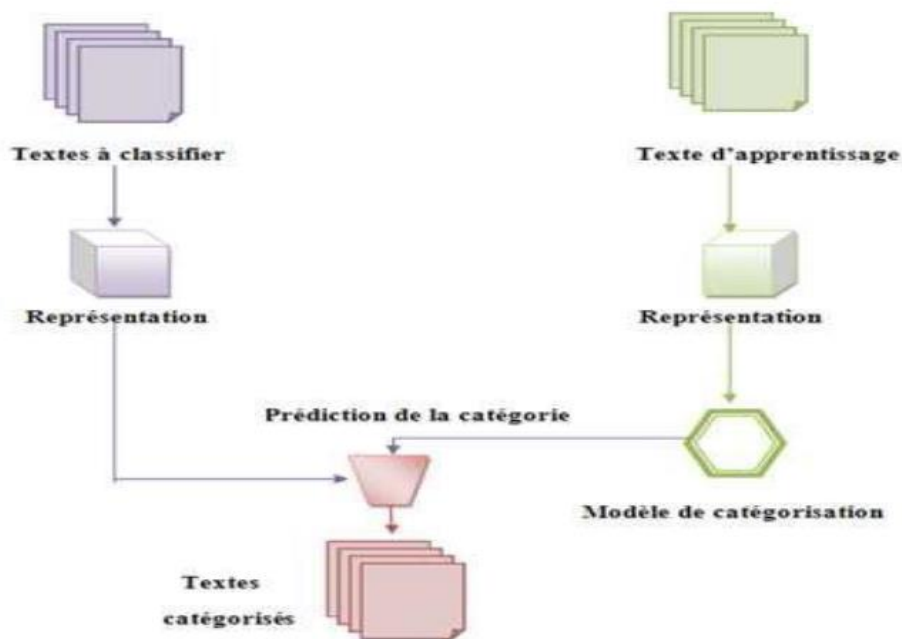 Textes à classifier
Texte d'apprentissage
Représentation
Représentation
Prédiction de la catégorie
Modèle de catégorisation
Textes
catégorisés